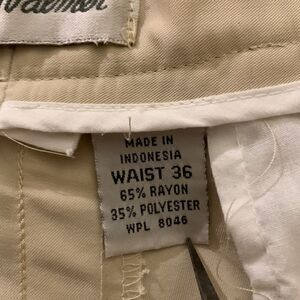 MADE IN
INDONESIA
WAIST 36
65% RAYON
35% POLYESTER
WPL 8046